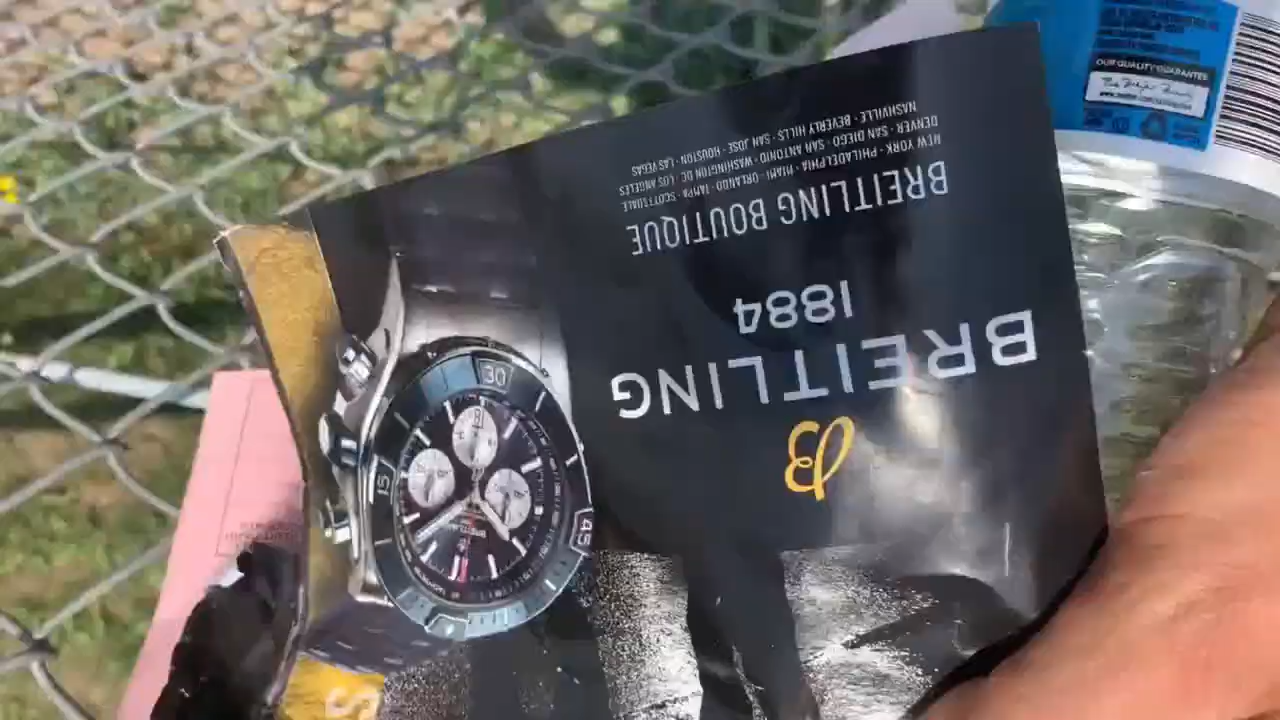 B
BREITLING
1884
BREITLING BOUTIQUE
NEW YORK · PHILADELPHIA · MIAMI · ORLANDO · TAMPA · SCOTTSDALE
DENVER · SAN DIEGO · SAN ANTONIO · WASHINGTON DC · LOS ANGELES
NASHVILLE · BEVERLY HILLS · SAN JOSE · HOUSTON · LAS VEGAS
30
15
45
BREITLING
OUR QUALITY GUARANTEE